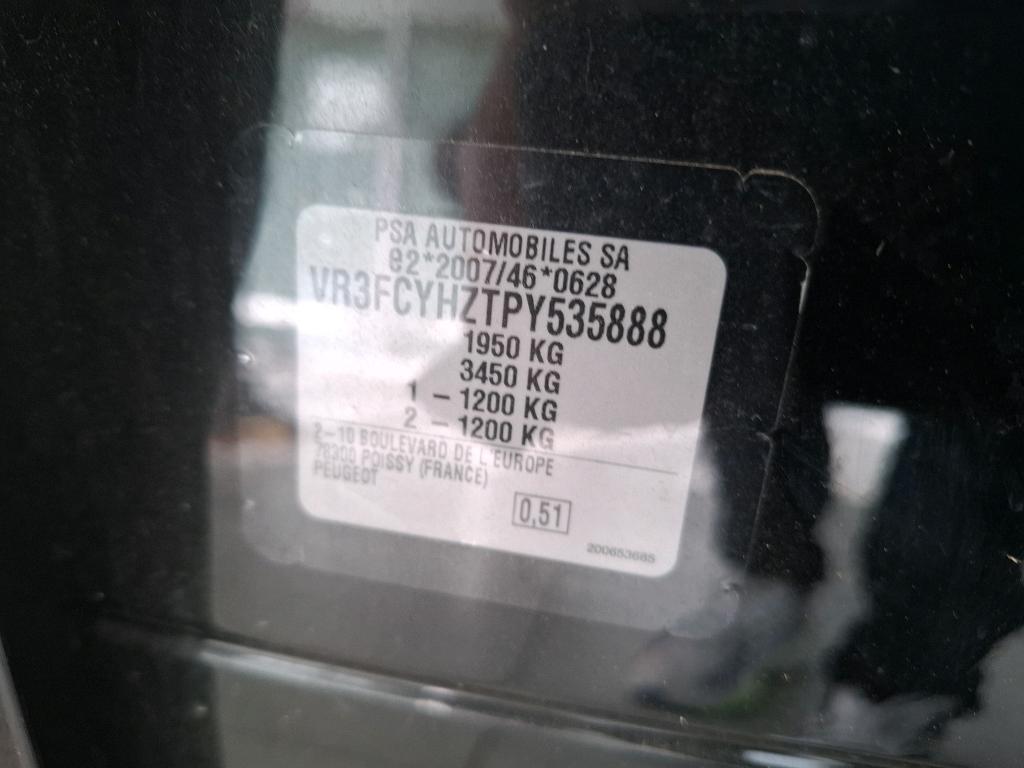 PSA AUTOMOBILES SA
e2*2007/46*0628
VR3FCYHZTPY535888
1950 KG
3450 KG
1 - 1200 KG
2 - 1200 KG
2-10 BOULEVARD DE L'EUROPE
78300 POISSY (FRANCE)
PEUGEOT
0,51
200653685